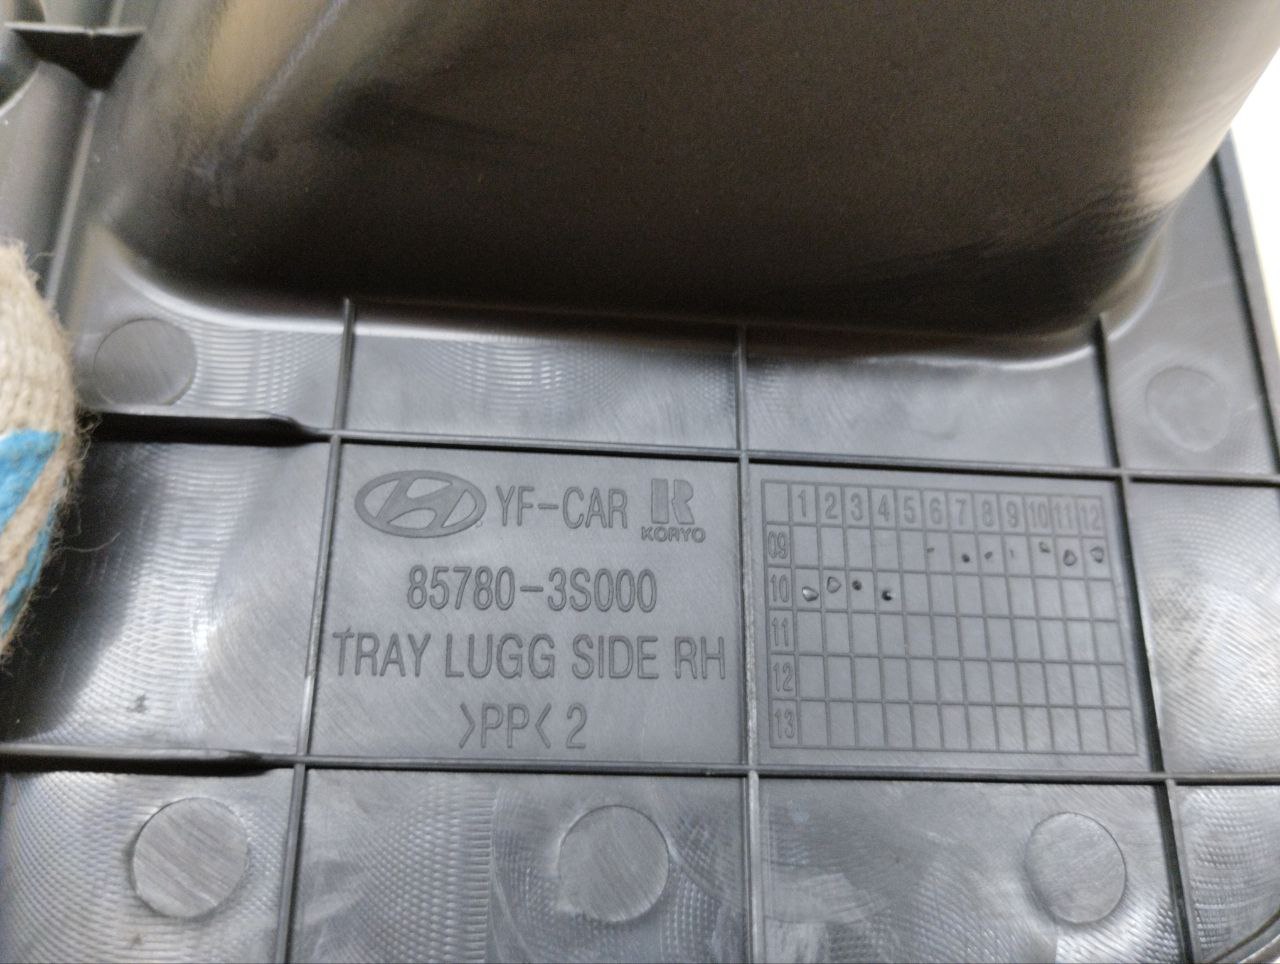 YF-CAR
KORYO
85780-3S000
TRAY LUGG SIDE RH
>PP< 2
1 2 3 4 5 6 7 8 9 10 11 12
09
10
11
12
13